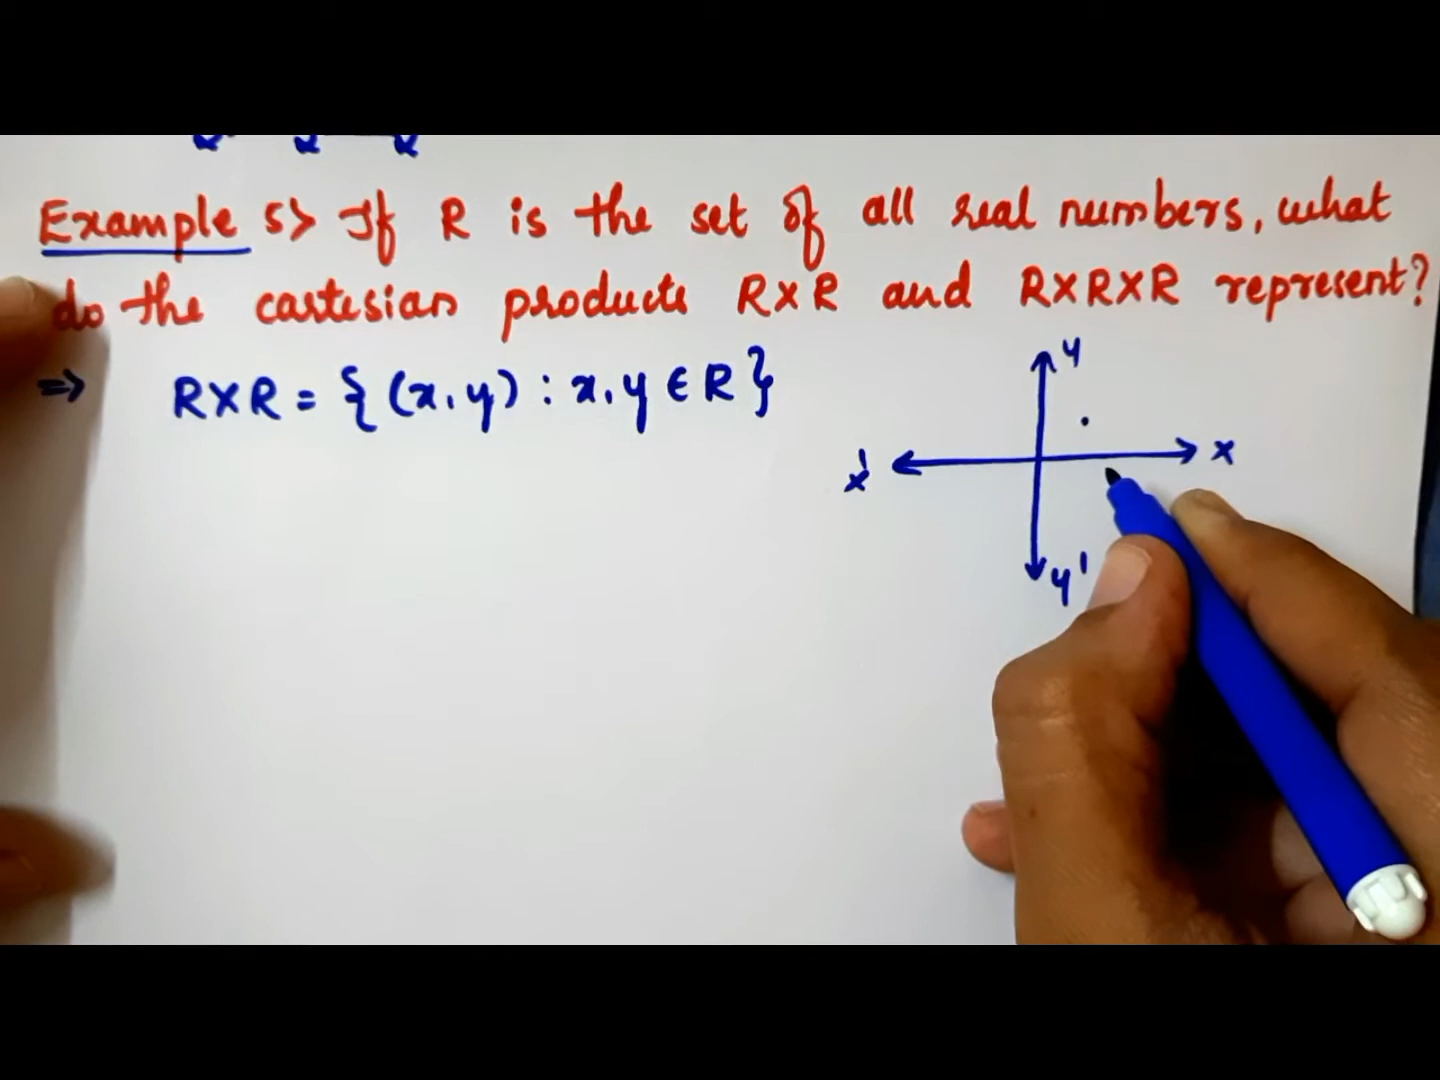 Example 5> If R is the set of all real numbers, what
do the cartesian products R×R and R×R×R represent?
⇒ R×R = {(x,y) : x,y ∈ R}
y
x' x
y'